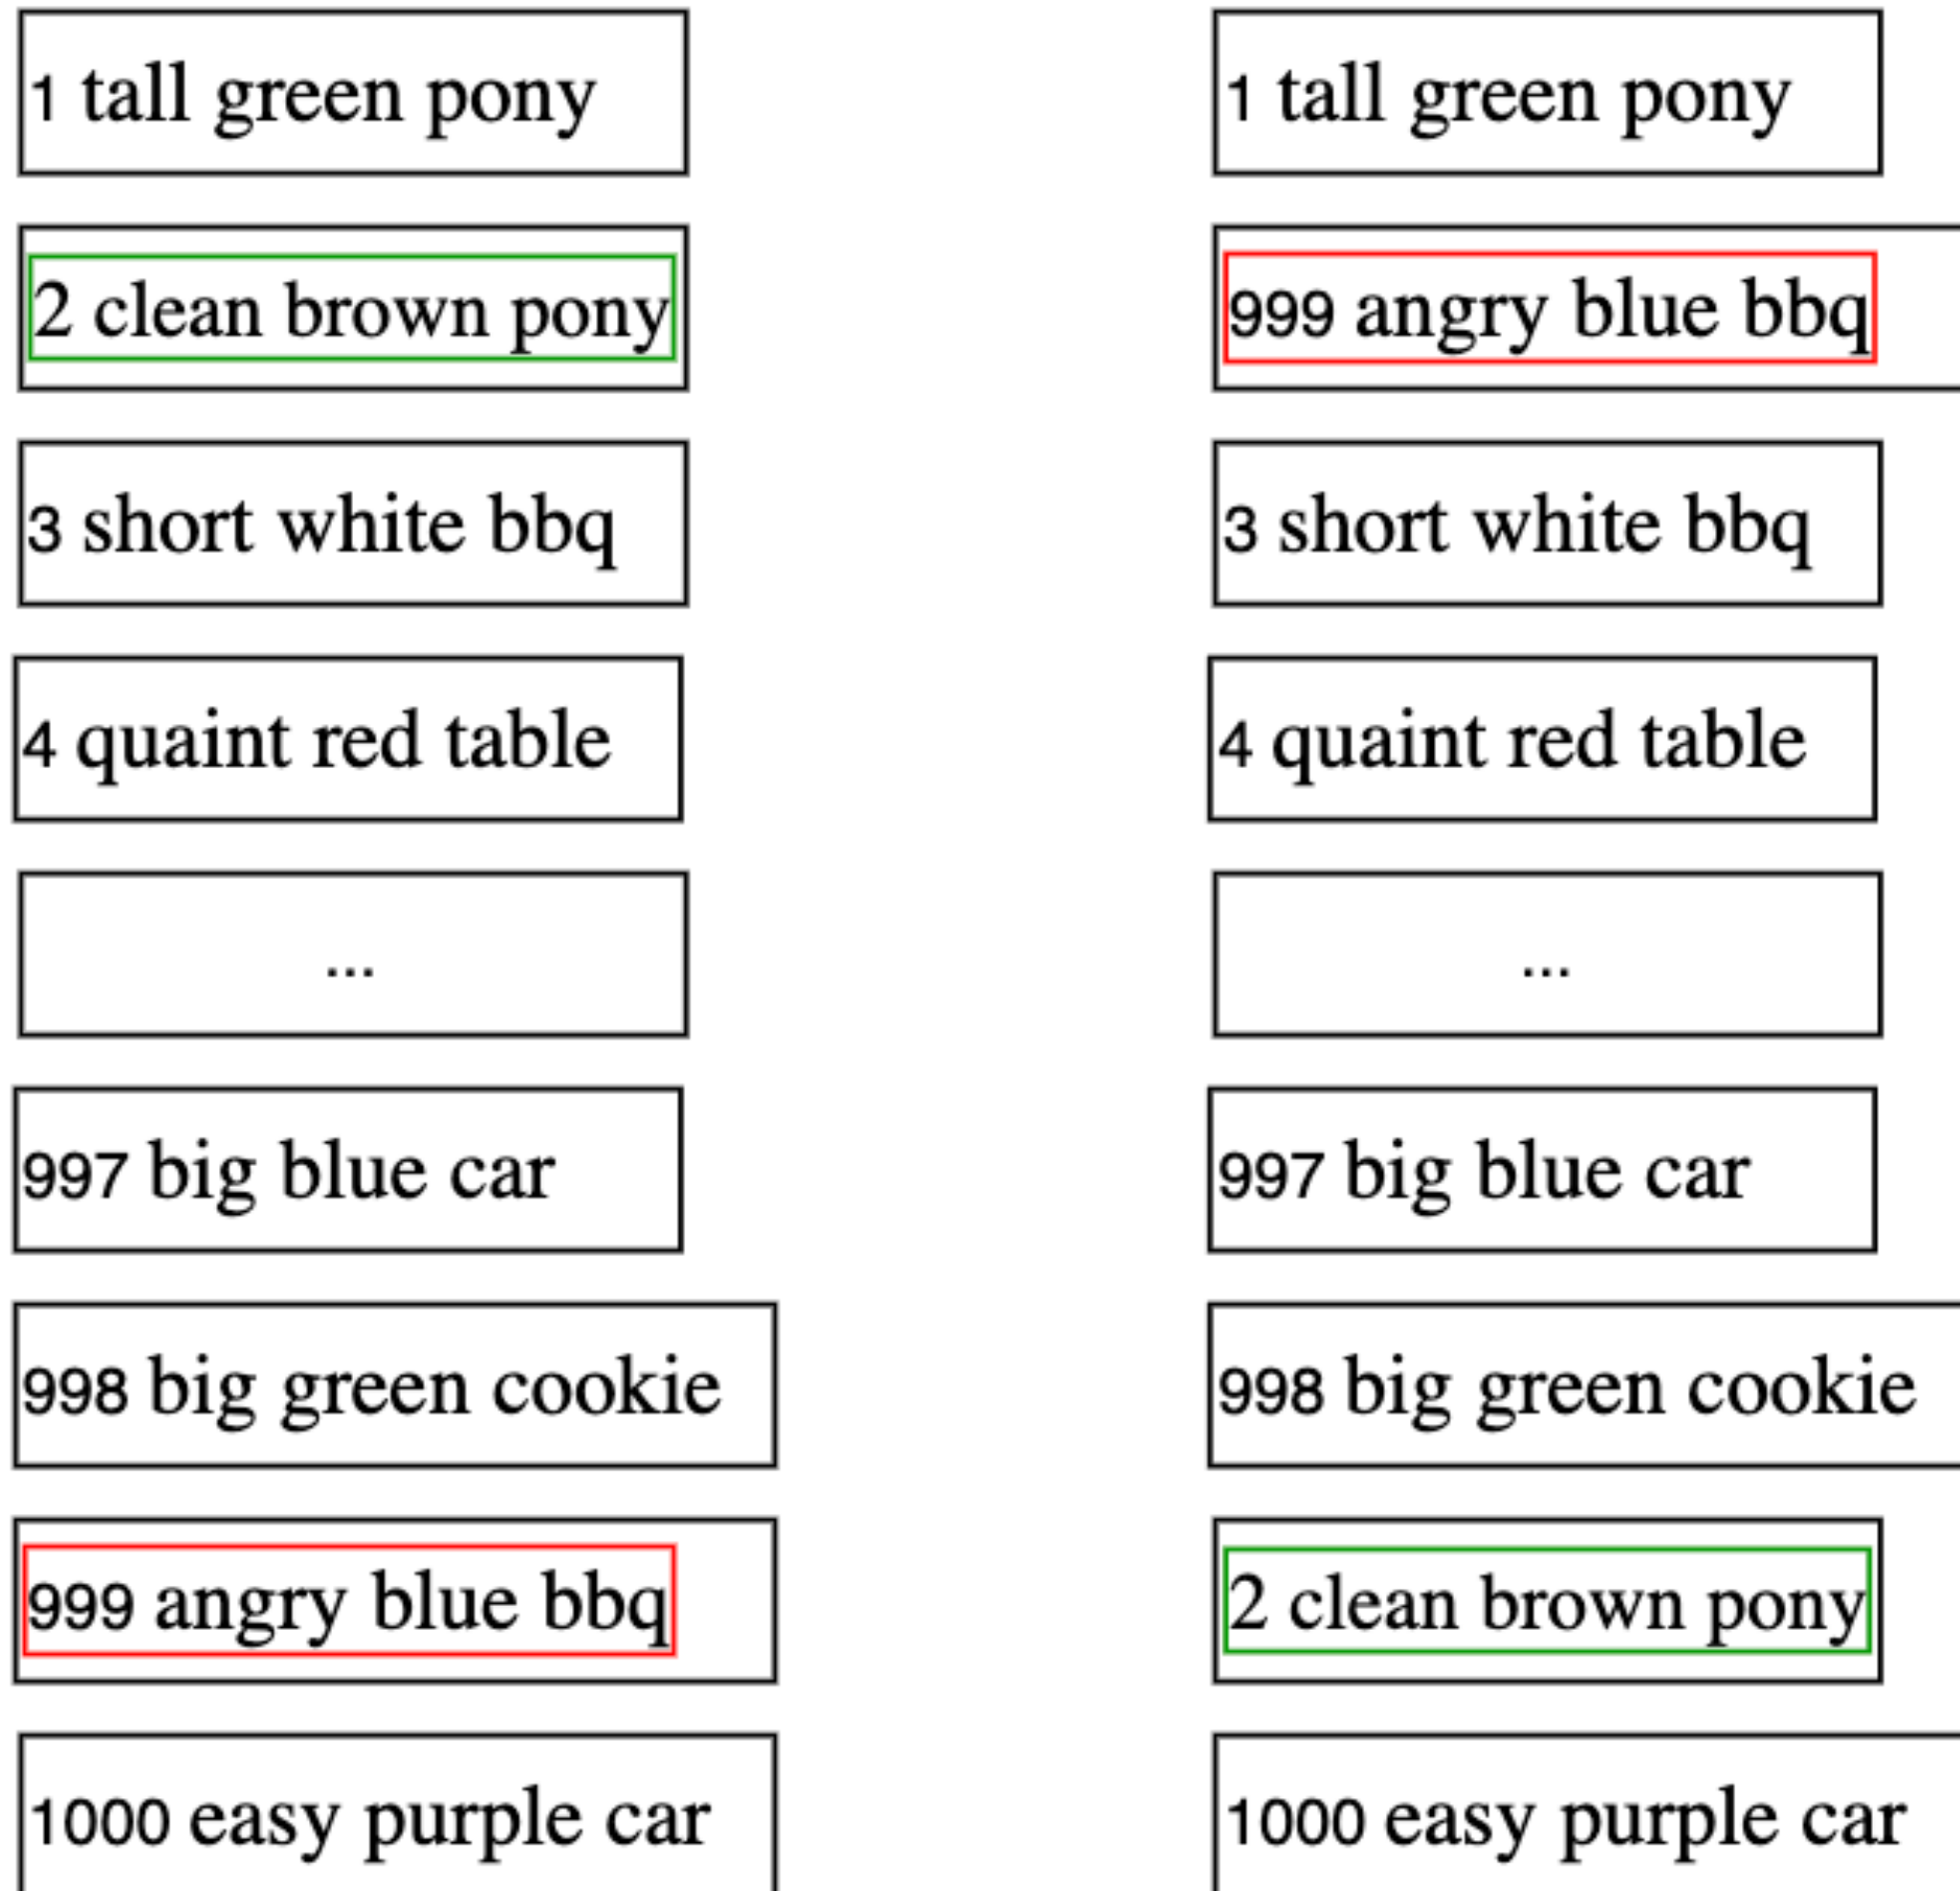 1 tall green pony
2 clean brown pony
3 short white bbq
4 quaint red table
...
997 big blue car
998 big green cookie
999 angry blue bbq
1000 easy purple car
1 tall green pony
999 angry blue bbq
3 short white bbq
4 quaint red table
...
997 big blue car
998 big green cookie
2 clean brown pony
1000 easy purple car